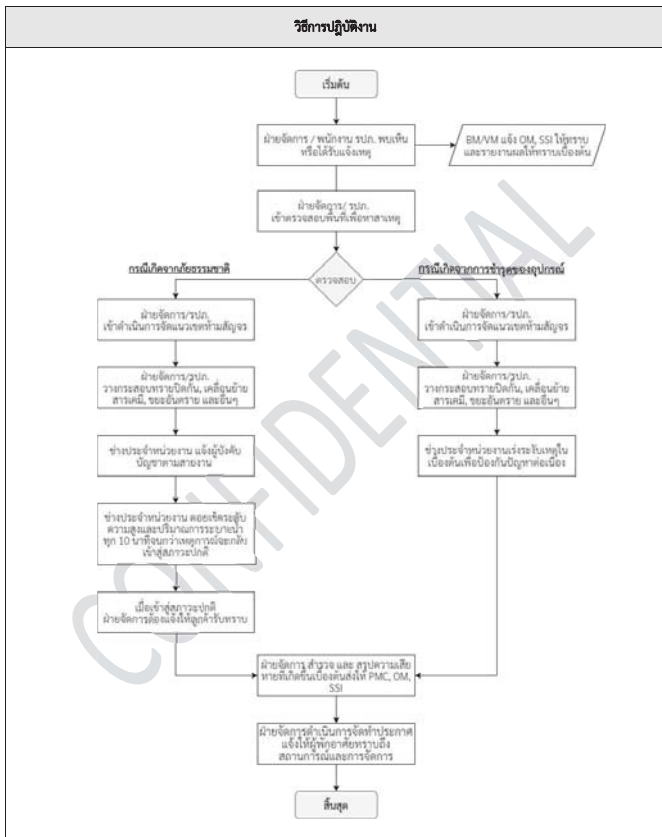 วิธีการปฏิบัติงาน
เริ่มต้น
ฝ่ายจัดการ / พนักงาน รปภ. พบเห็น
หรือได้รับแจ้งเหตุ
BM/VM แจ้ง OM, SSI ให้ทราบ
และรายงานผลให้ทราบเบื้องต้น
ฝ่ายจัดการ/ รปภ.
เข้าตรวจสอบพื้นที่เพื่อหาสาเหตุ
ตรวจสอบ
กรณีเกิดจากภัยธรรมชาติ
กรณีเกิดจากการชำรุดของอุปกรณ์
ฝ่ายจัดการ/รปภ.
เข้าดำเนินการจัดแนวเขตห้ามสัญจร
ฝ่ายจัดการ/รปภ.
เข้าดำเนินการจัดแนวเขตห้ามสัญจร
ฝ่ายจัดการ/รปภ.
วางกระสอบทรายปิดกั้น, เคลื่อนย้าย
สารเคมี, ขยะอันตราย และอื่นๆ
ฝ่ายจัดการ/รปภ.
วางกระสอบทรายปิดกั้น, เคลื่อนย้าย
สารเคมี, ขยะอันตราย และอื่นๆ
ช่างประจำหน่วยงาน แจ้งผู้บังคับ
บัญชาตามสายงาน
ช่างประจำหน่วยงานเร่งระงับเหตุใน
เบื้องต้นเพื่อป้องกันปัญหาต่อเนื่อง
ช่างประจำหน่วยงาน คอยเช็คระดับ
ความสูงและปริมาณการระบายน้ำ
ทุก 10 นาทีจนกว่าเหตุการณ์จะกลับ
เข้าสู่สภาวะปกติ
เมื่อเข้าสู่สภาวะปกติ
ฝ่ายจัดการต้องแจ้งให้ลูกค้ารับทราบ
ฝ่ายจัดการ สำรวจ และ สรุปความเสีย
หายที่เกิดขึ้นเบื้องต้นส่งให้ PMC, OM,
SSI
ฝ่ายจัดการดำเนินการจัดทำประกาศ
แจ้งให้ผู้พักอาศัยทราบถึง
สถานการณ์และการจัดการ
สิ้นสุด
CONFIDENTIAL